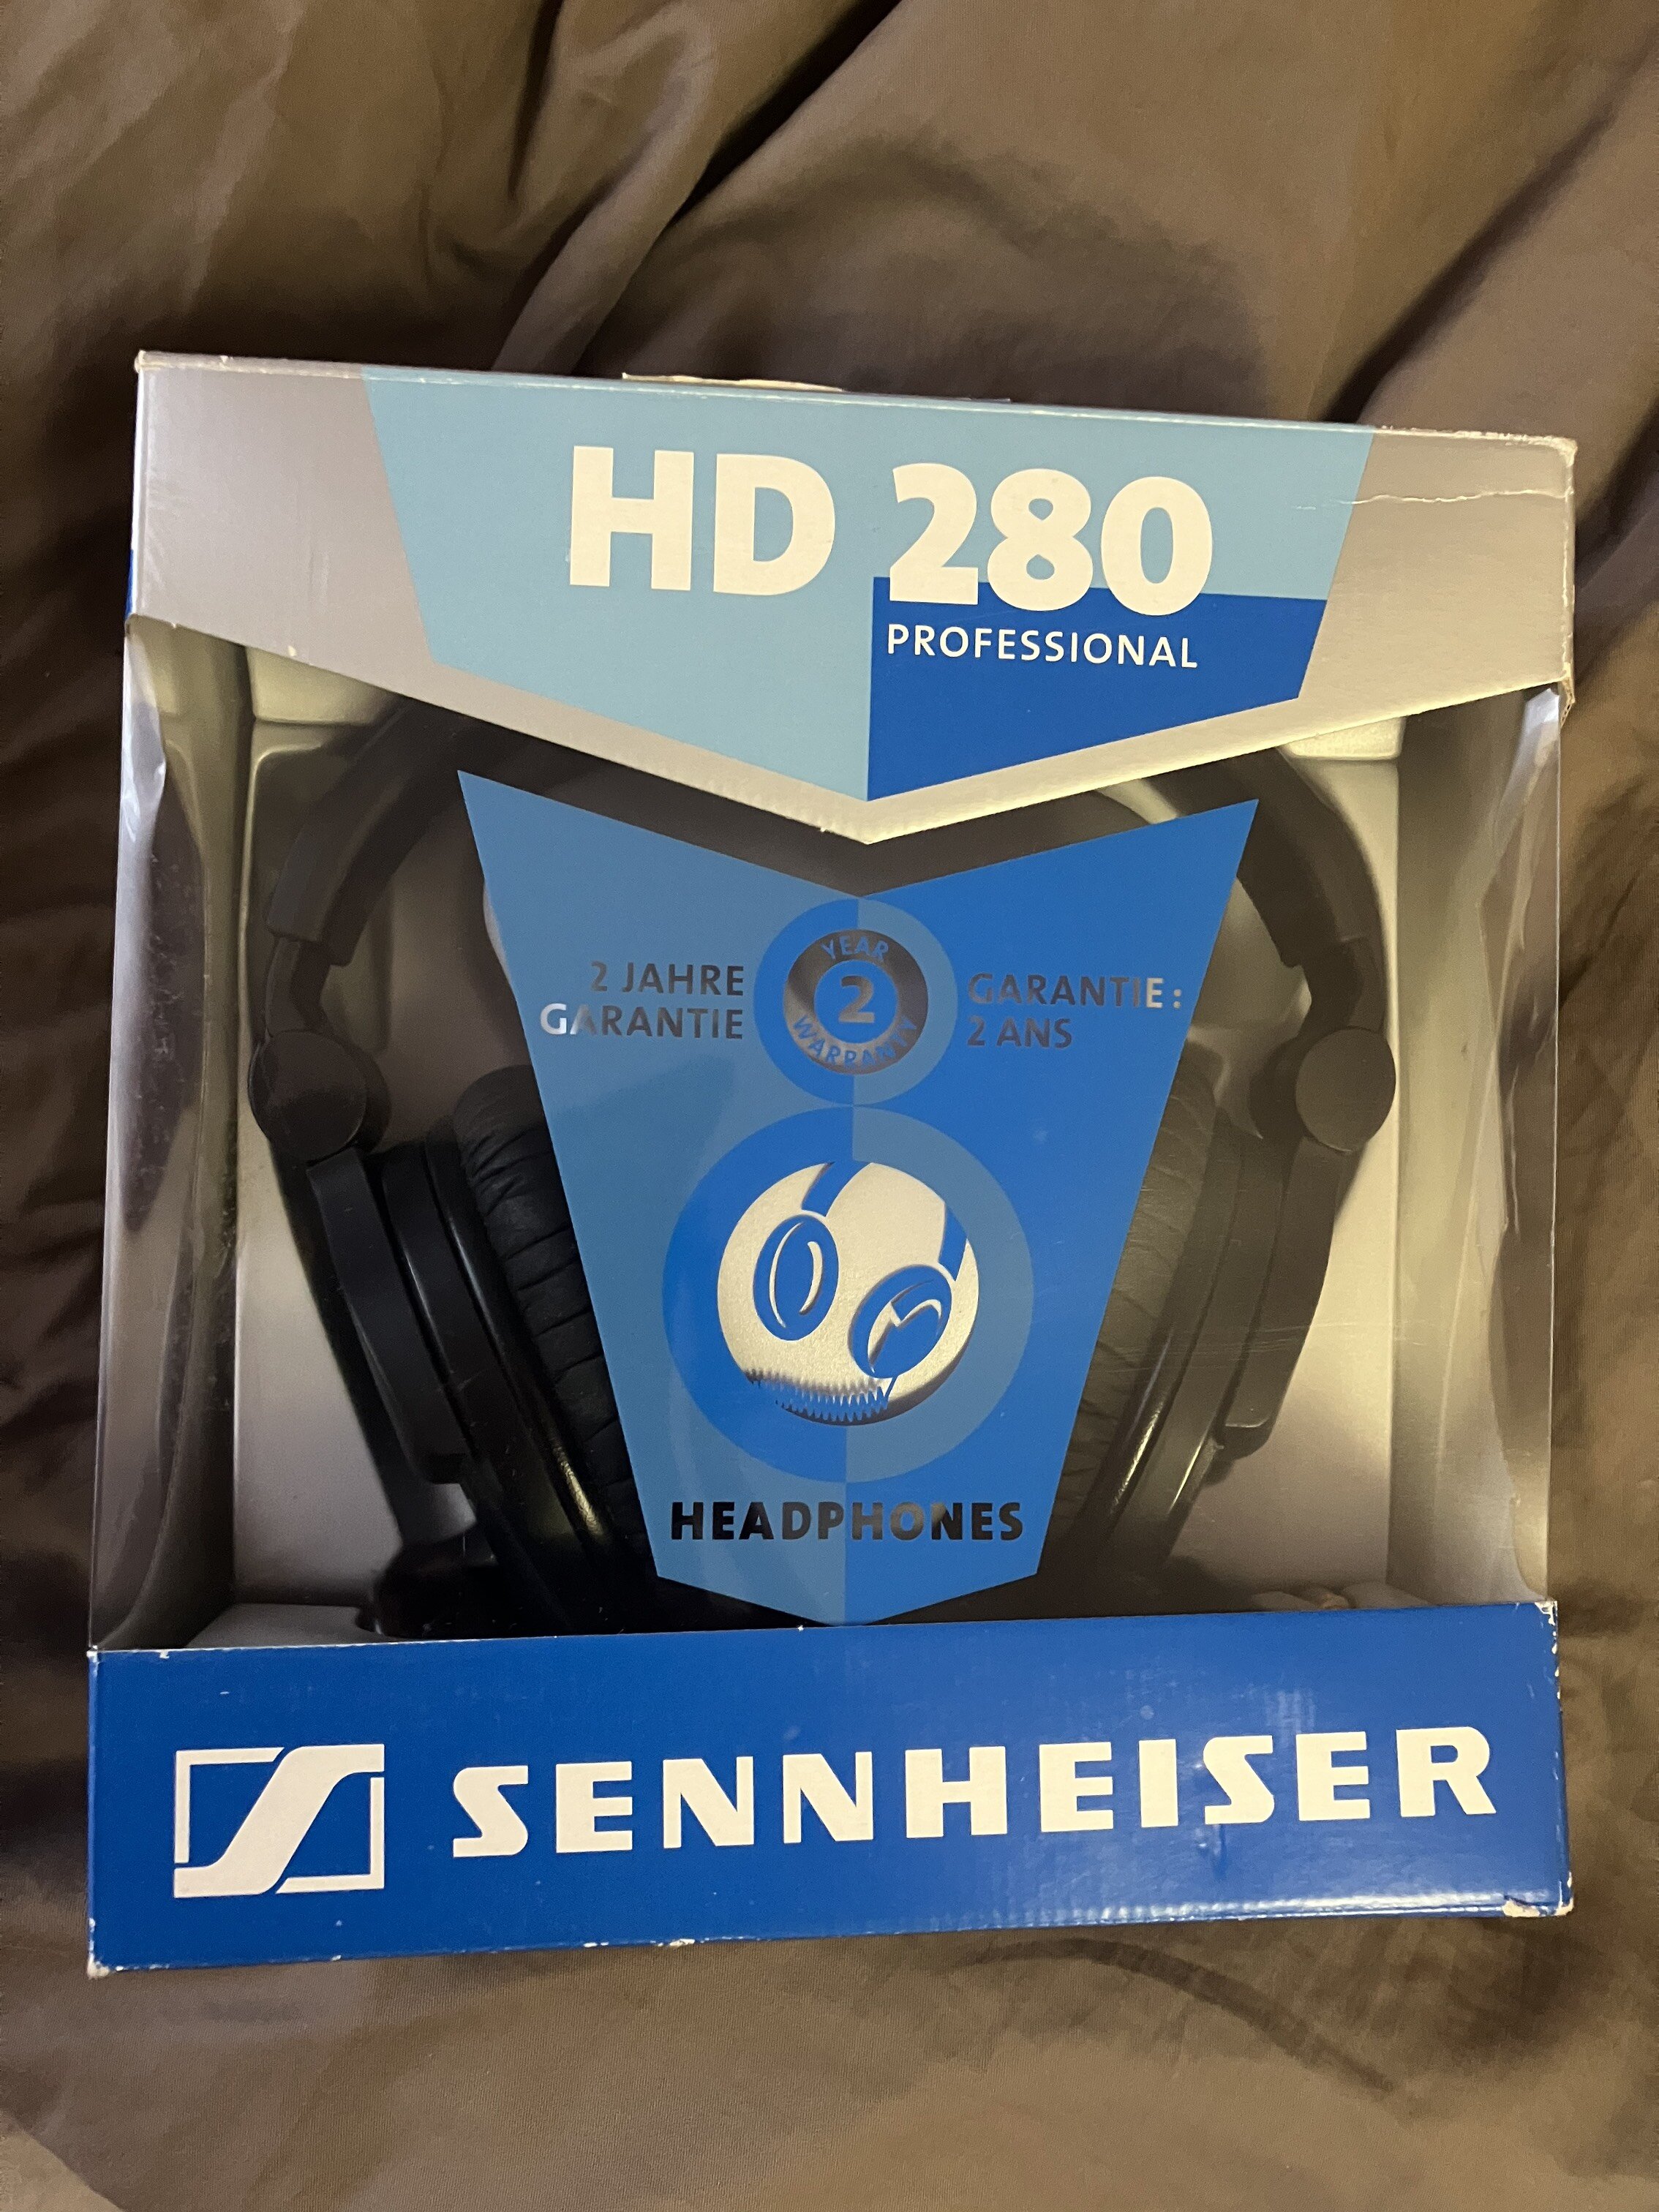 HD 280
PROFESSIONAL
2 JAHRE
GARANTIE
YEAR
2
WARRANTY
GARANTIE :
2 ANS
HEADPHONES
SENNHEISER